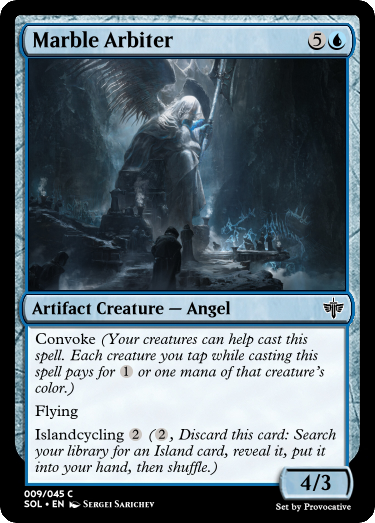 Marble Arbiter 5
Artifact Creature — Angel
Convoke (Your creatures can help cast this
spell. Each creature you tap while casting this
spell pays for 1 or one mana of that creature's
color.)
Flying
Islandcycling 2 (2, Discard this card: Search
your library for an Island card, reveal it, put it
into your hand, then shuffle.)
4/3
009/045 C
SOL • EN Sergei Sarichev
Set by Provocative